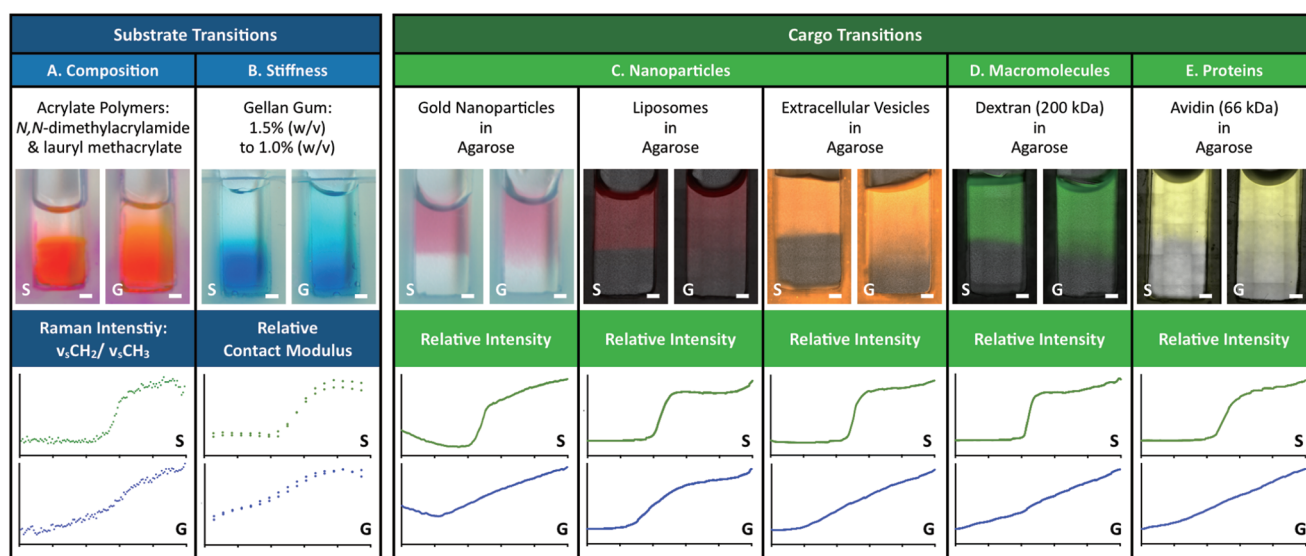 Substrate Transitions
Cargo Transitions
A. Composition
B. Stiffness
C. Nanoparticles
D. Macromolecules
E. Proteins
Acrylate Polymers:
N,N-dimethylacrylamide
& lauryl methacrylate
Gellan Gum:
1.5% (w/v)
to 1.0% (w/v)
Gold Nanoparticles
in
Agarose
Liposomes
in
Agarose
Extracellular Vesicles
in
Agarose
Dextran (200 kDa)
in
Agarose
Avidin (66 kDa)
in
Agarose
S
G
S
G
S
G
S
G
S
G
S
G
S
G
Raman Intenstiy:
vₛCH₂/ vₛCH₃
Relative
Contact Modulus
Relative Intensity
Relative Intensity
Relative Intensity
Relative Intensity
Relative Intensity
S
S
S
S
S
S
S
G
G
G
G
G
G
G